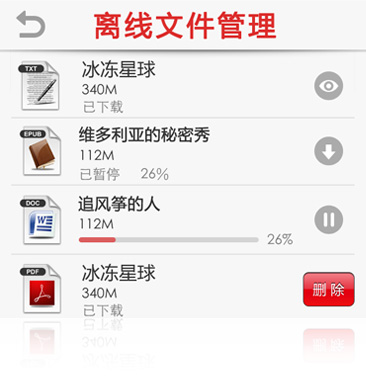 离线文件管理
TXT
冰冻星球
340M
已下载
EPUB
维多利亚的秘密秀
112M
已暂停 26%
DOC
追风筝的人
112M
26%
PDF
冰冻星球
340M
已下载
删除